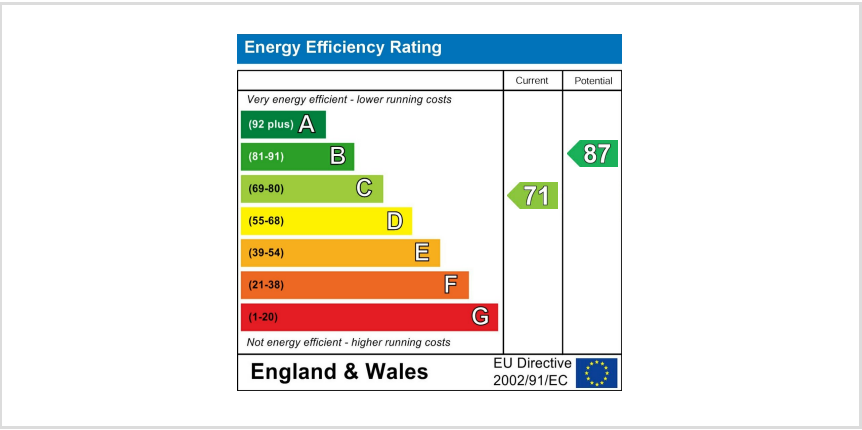 Energy Efficiency Rating
Current Potential
Very energy efficient - lower running costs
(92 plus) A
(81-91) B
87
(69-80) C
71
(55-68) D
(39-54) E
(21-38) F
(1-20) G
Not energy efficient - higher running costs
England & Wales
EU Directive
2002/91/EC